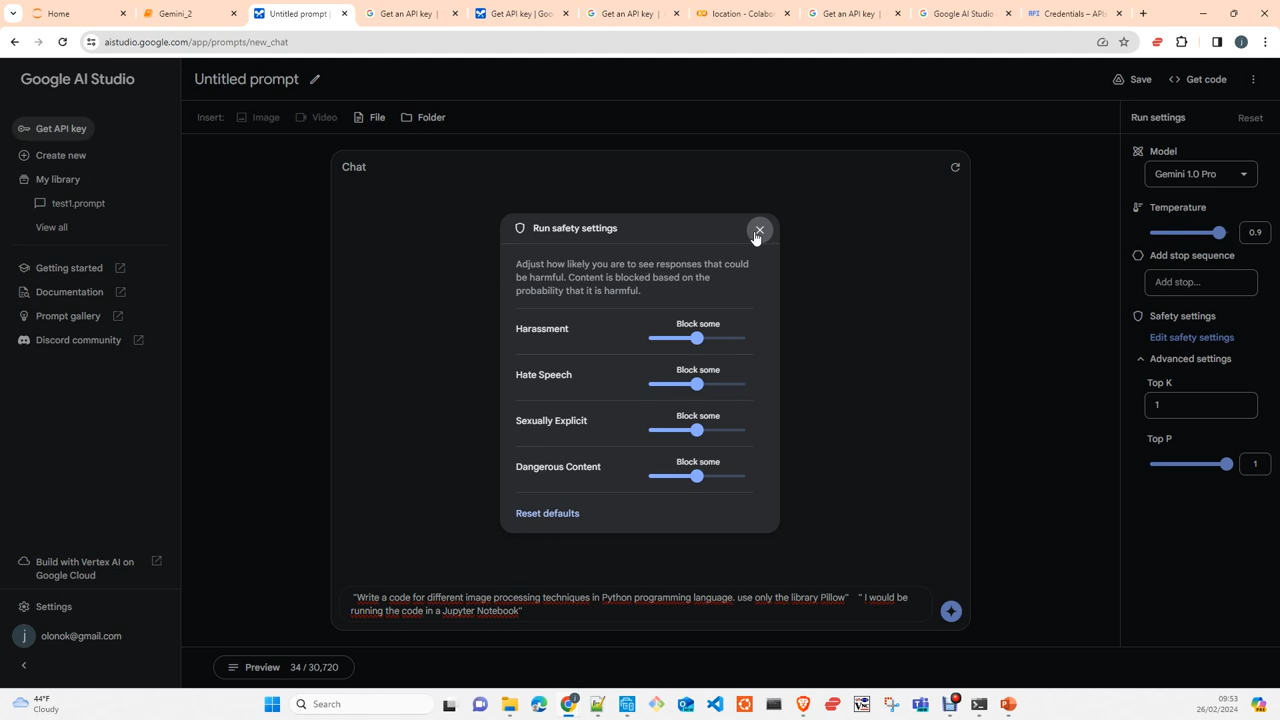 Home
Gemini_2
Untitled prompt
Get an API key |
Get API key | Goo
Get an API key |
location - Colabo
Get an API key |
Google AI Studio
Credentials – APIs
aistudio.google.com/app/prompts/new_chat
Google AI Studio
Untitled prompt
Save
Get code
Get API key
Create new
My library
test1.prompt
View all
Getting started
Documentation
Prompt gallery
Discord community
Build with Vertex AI on
Google Cloud
Settings
j
olonok@gmail.com
Insert:
Image
Video
File
Folder
Chat
Run safety settings
Adjust how likely you are to see responses that could
be harmful. Content is blocked based on the
probability that it is harmful.
Harassment
Block some
Hate Speech
Block some
Sexually Explicit
Block some
Dangerous Content
Block some
Reset defaults
"Write a code for different image processing techniques in Python programming language. use only the library Pillow" " I would be
running the code in a Jupyter Notebook"
Preview 34 / 30,720
Run settings
Reset
Model
Gemini 1.0 Pro
Temperature
0.9
Add stop sequence
Add stop...
Safety settings
Edit safety settings
Advanced settings
Top K
1
Top P
1
44°F
Cloudy
Search
09:53
26/02/2024